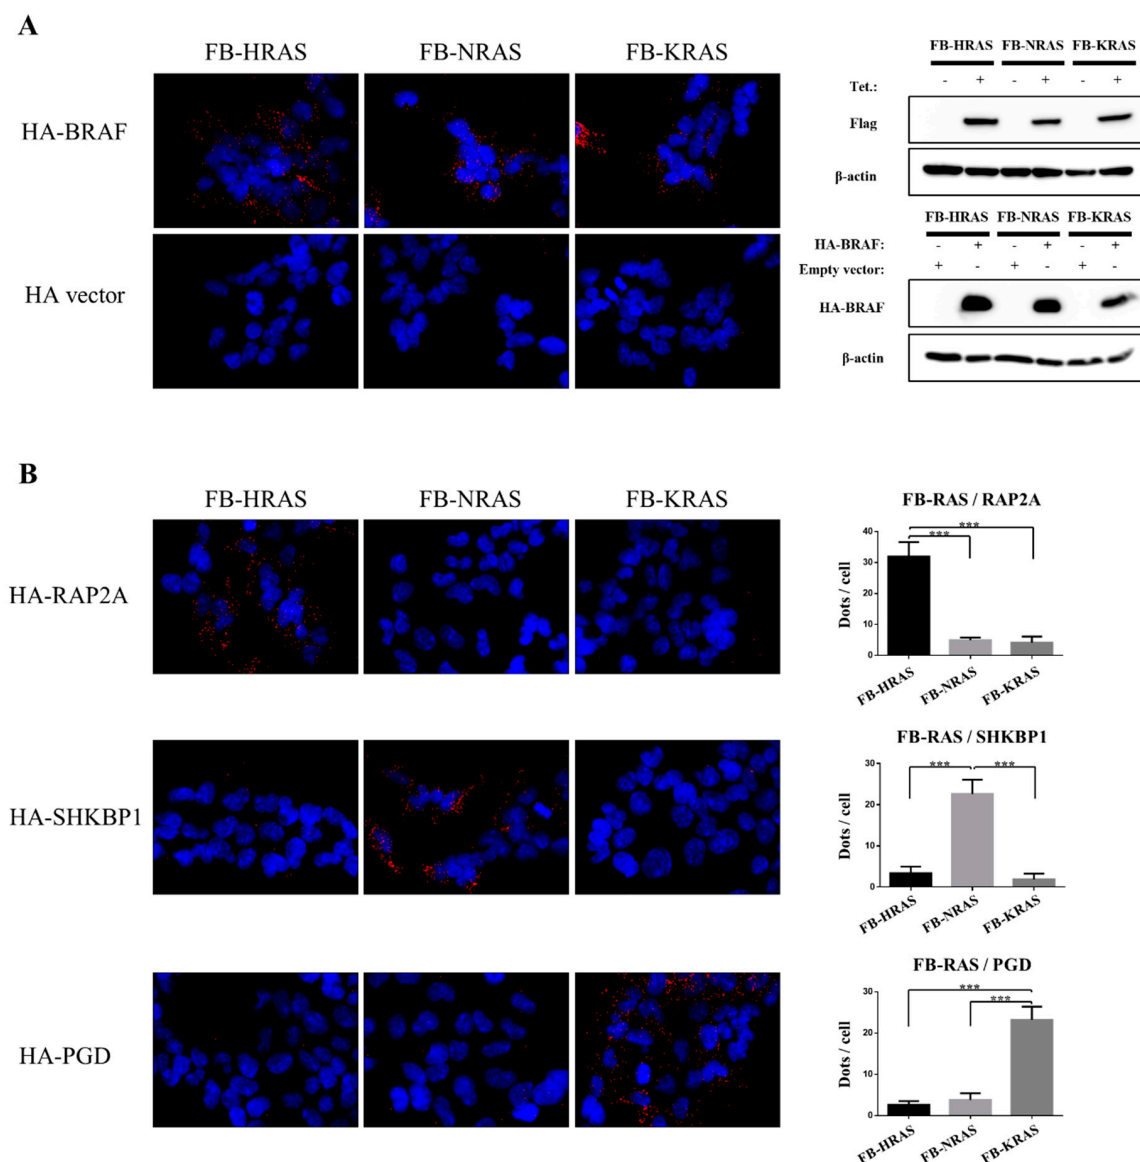 A
FB-HRAS
FB-NRAS
FB-KRAS
HA-BRAF
HA vector
FB-HRAS FB-NRAS FB-KRAS
Tet.: - + - + - +
Flag
β-actin
FB-HRAS FB-NRAS FB-KRAS
HA-BRAF: - + - + - +
Empty vector: + - + - + -
HA-BRAF
β-actin
B
FB-HRAS
FB-NRAS
FB-KRAS
HA-RAP2A
HA-SHKBP1
HA-PGD
FB-RAS / RAP2A
Dots / cell
40
30
20
10
0
***
***
FB-HRAS
FB-NRAS
FB-KRAS
FB-RAS / SHKBP1
Dots / cell
30
20
10
0
***
***
FB-HRAS
FB-NRAS
FB-KRAS
FB-RAS / PGD
Dots / cell
30
20
10
0
***
***
FB-HRAS
FB-NRAS
FB-KRAS